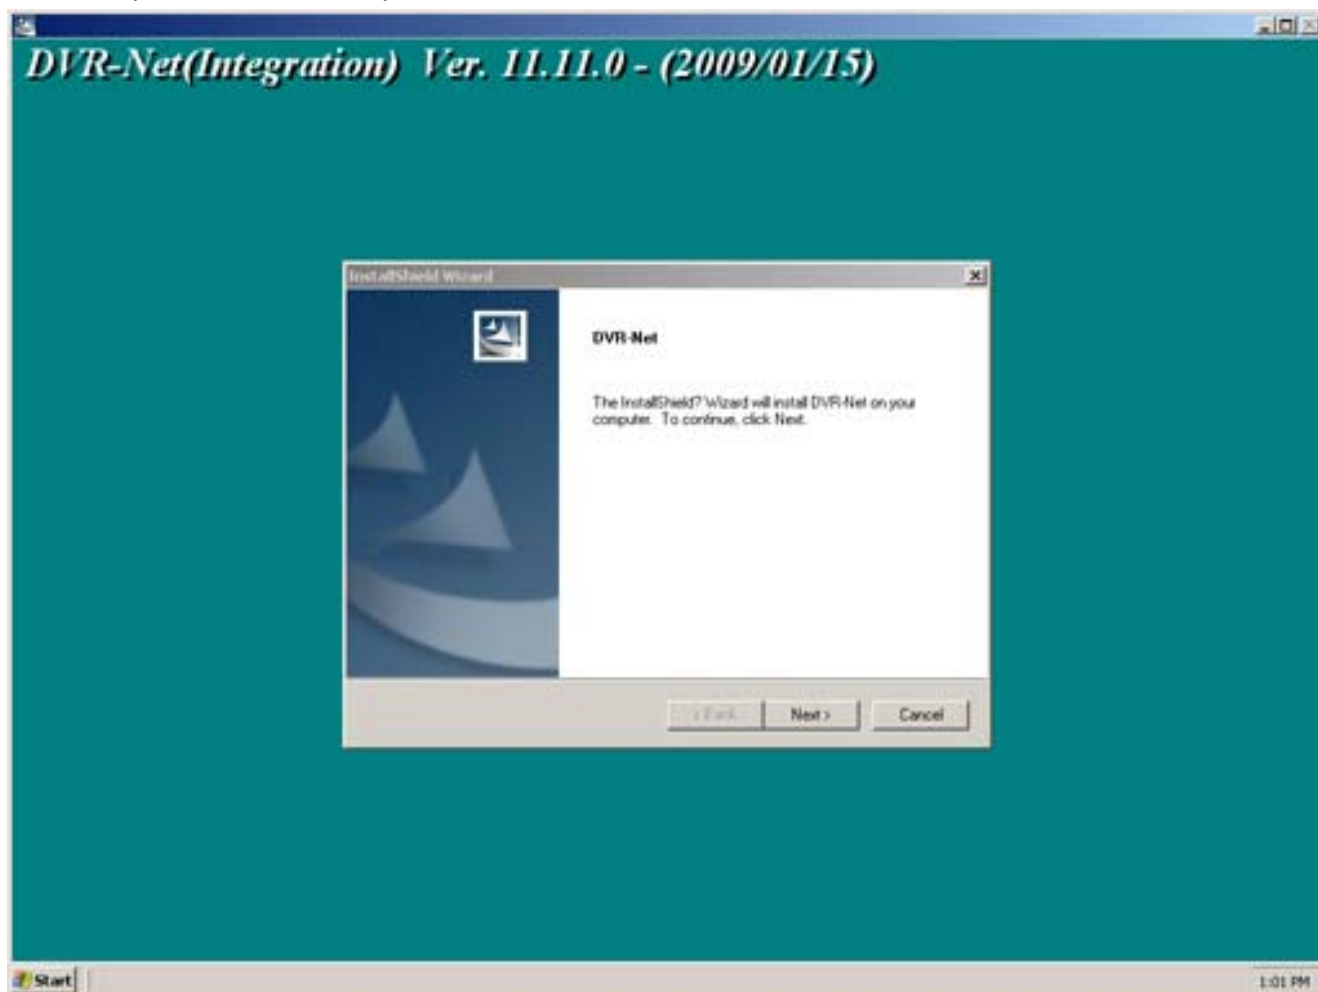 DVR-Net(Integration) Ver. 11.11.0 - (2009/01/15)
InstallShield Wizard
DVR-Net
The InstallShield? Wizard will install DVR-Net on your
computer. To continue, click Next.
< Back Next > Cancel
Start 1:01 PM